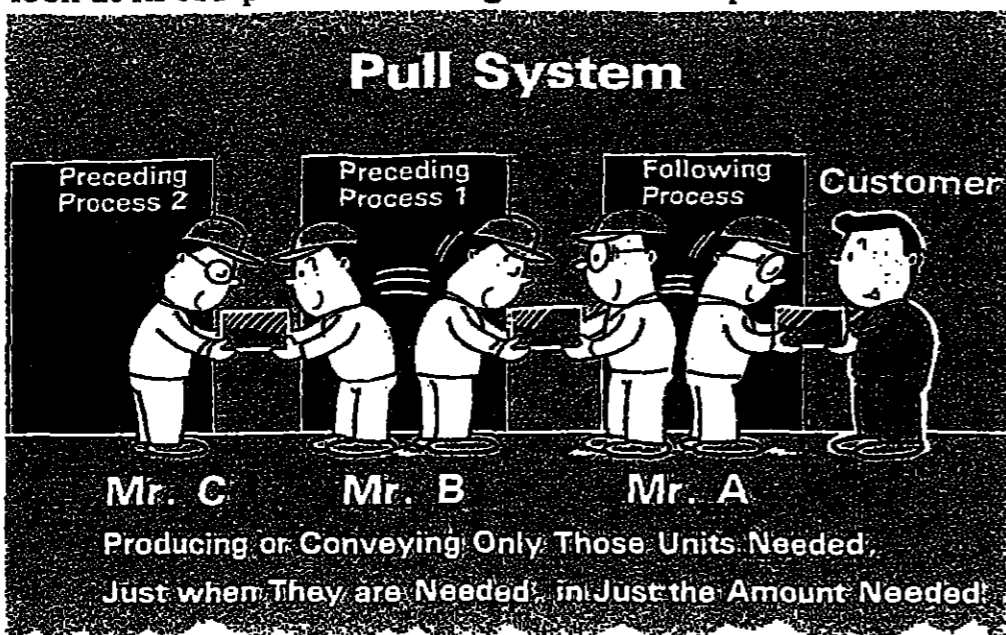 Pull System
Preceding
Process 2
Preceding
Process 1
Following
Process
Customer
Mr. C
Mr. B
Mr. A
Producing or Conveying Only Those Units Needed,
Just when They are Needed, in Just the Amount Needed!